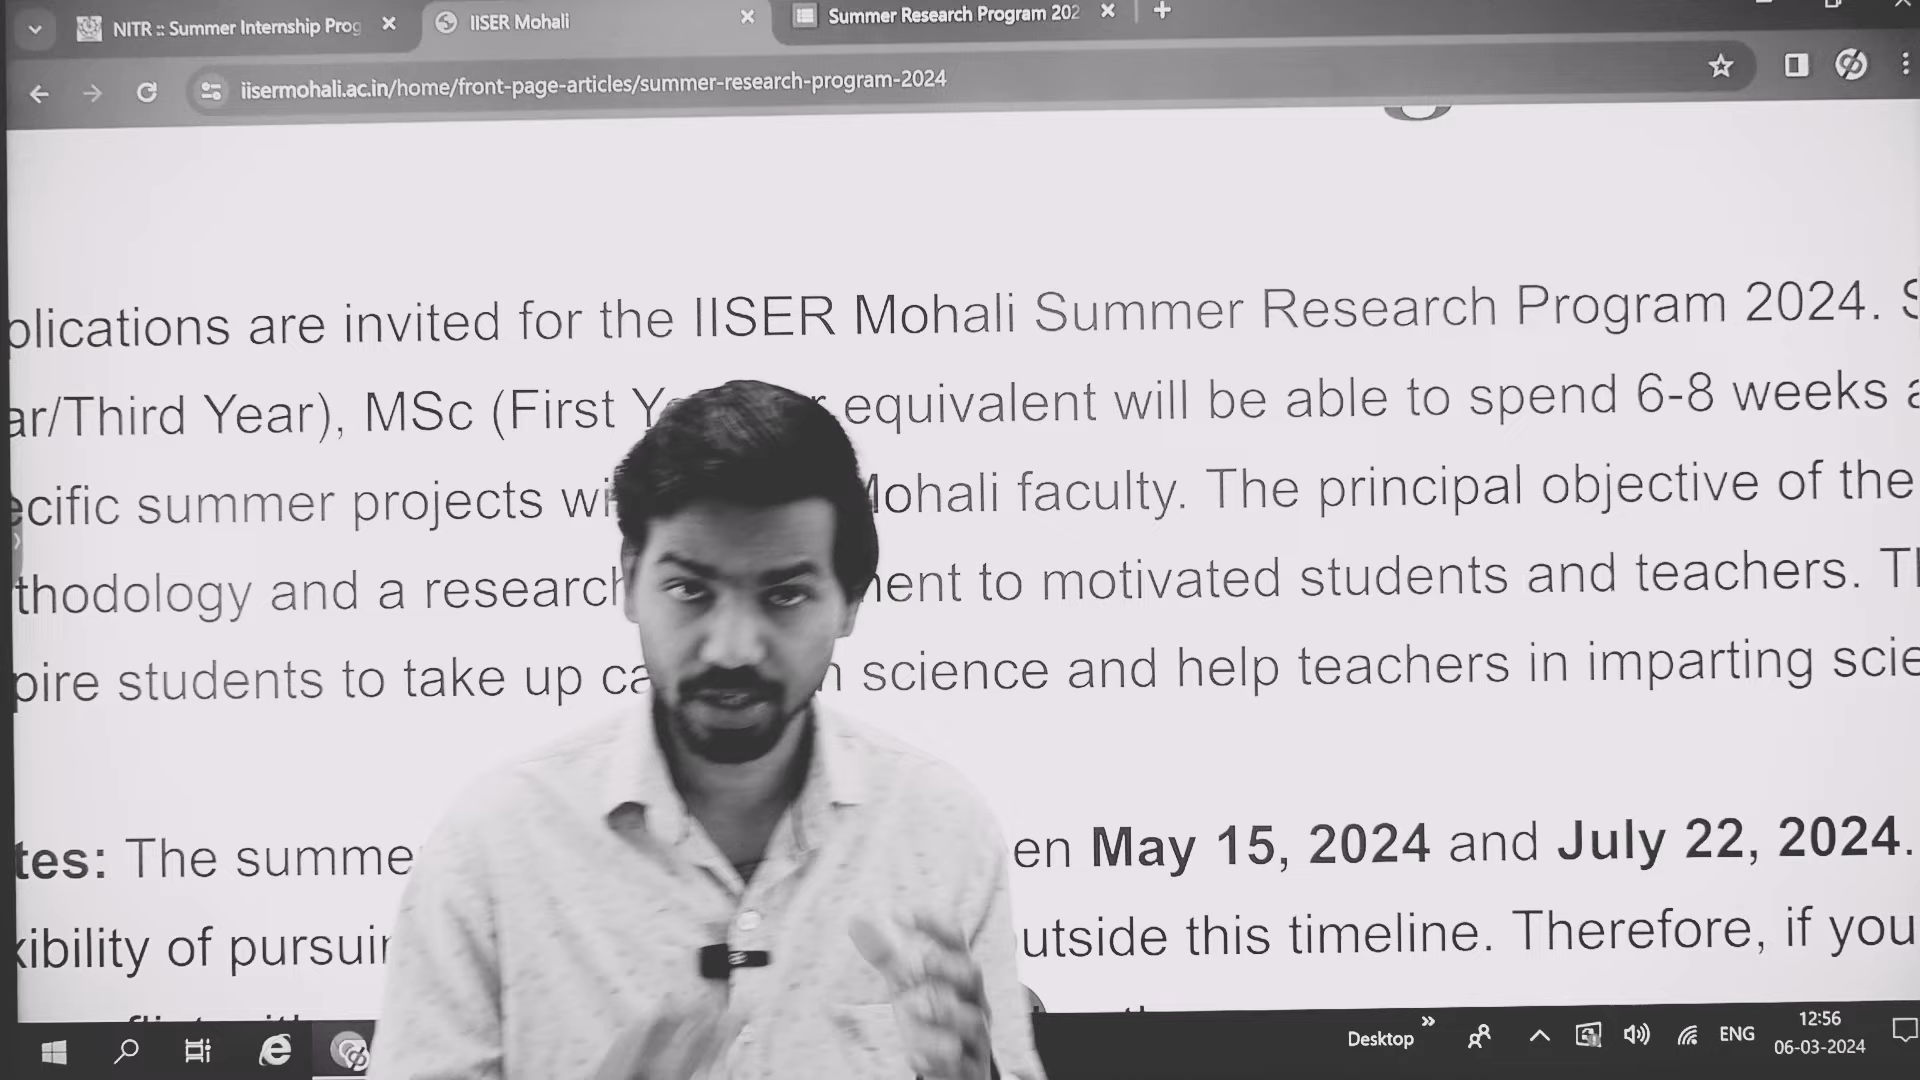 NITR :: Summer Internship Prog
IISER Mohali
Summer Research Program 202
iisermohali.ac.in/home/front-page-articles/summer-research-program-2024
plications are invited for the IISER Mohali Summer Research Program 2024. S
ar/Third Year), MSc (First Y equivalent will be able to spend 6-8 weeks a
ecific summer projects wi Mohali faculty. The principal objective of the
thodology and a research ment to motivated students and teachers. Th
pire students to take up ca n science and help teachers in imparting scie
tes: The summe en May 15, 2024 and July 22, 2024.
xibility of pursuin utside this timeline. Therefore, if you
Desktop
ENG
12:56
06-03-2024